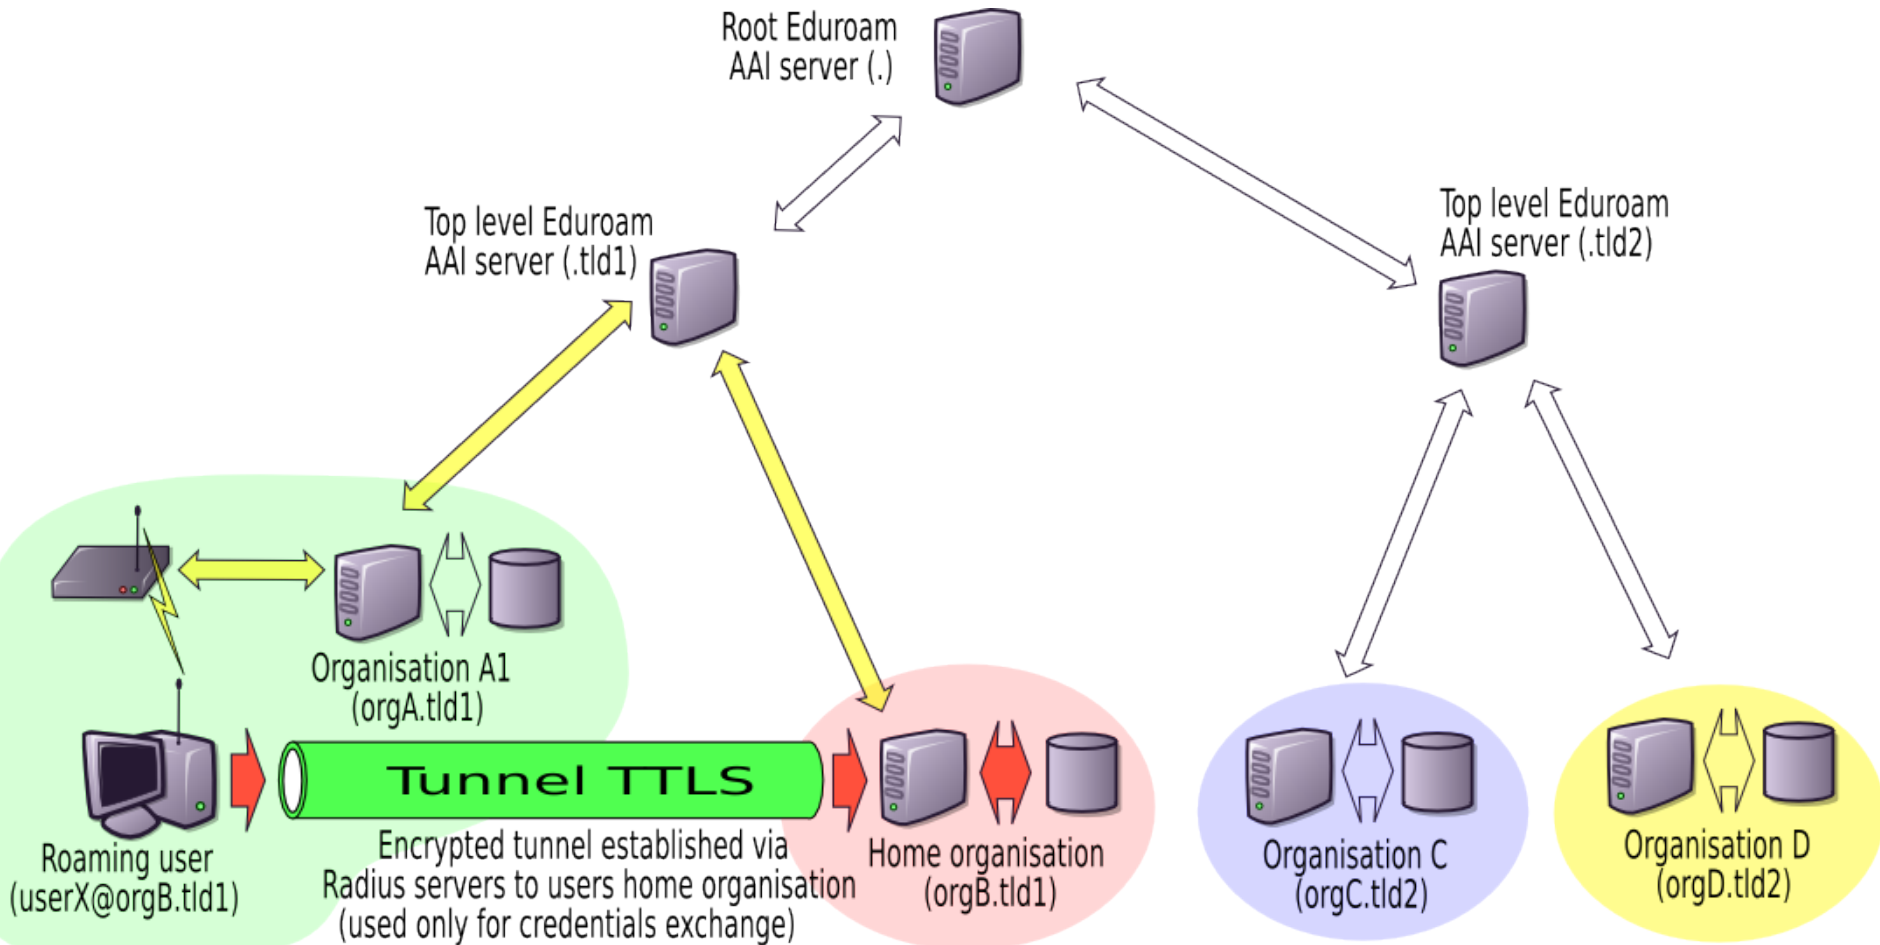 Root Eduroam
AAI server (.)
Top level Eduroam
AAI server (.tld1)
Top level Eduroam
AAI server (.tld2)
Organisation A1
(orgA.tld1)
Tunnel TTLS
Roaming user
(userX@orgB.tld1)
Encrypted tunnel established via
Radius servers to users home organisation
(used only for credentials exchange)
Home organisation
(orgB.tld1)
Organisation C
(orgC.tld2)
Organisation D
(orgD.tld2)